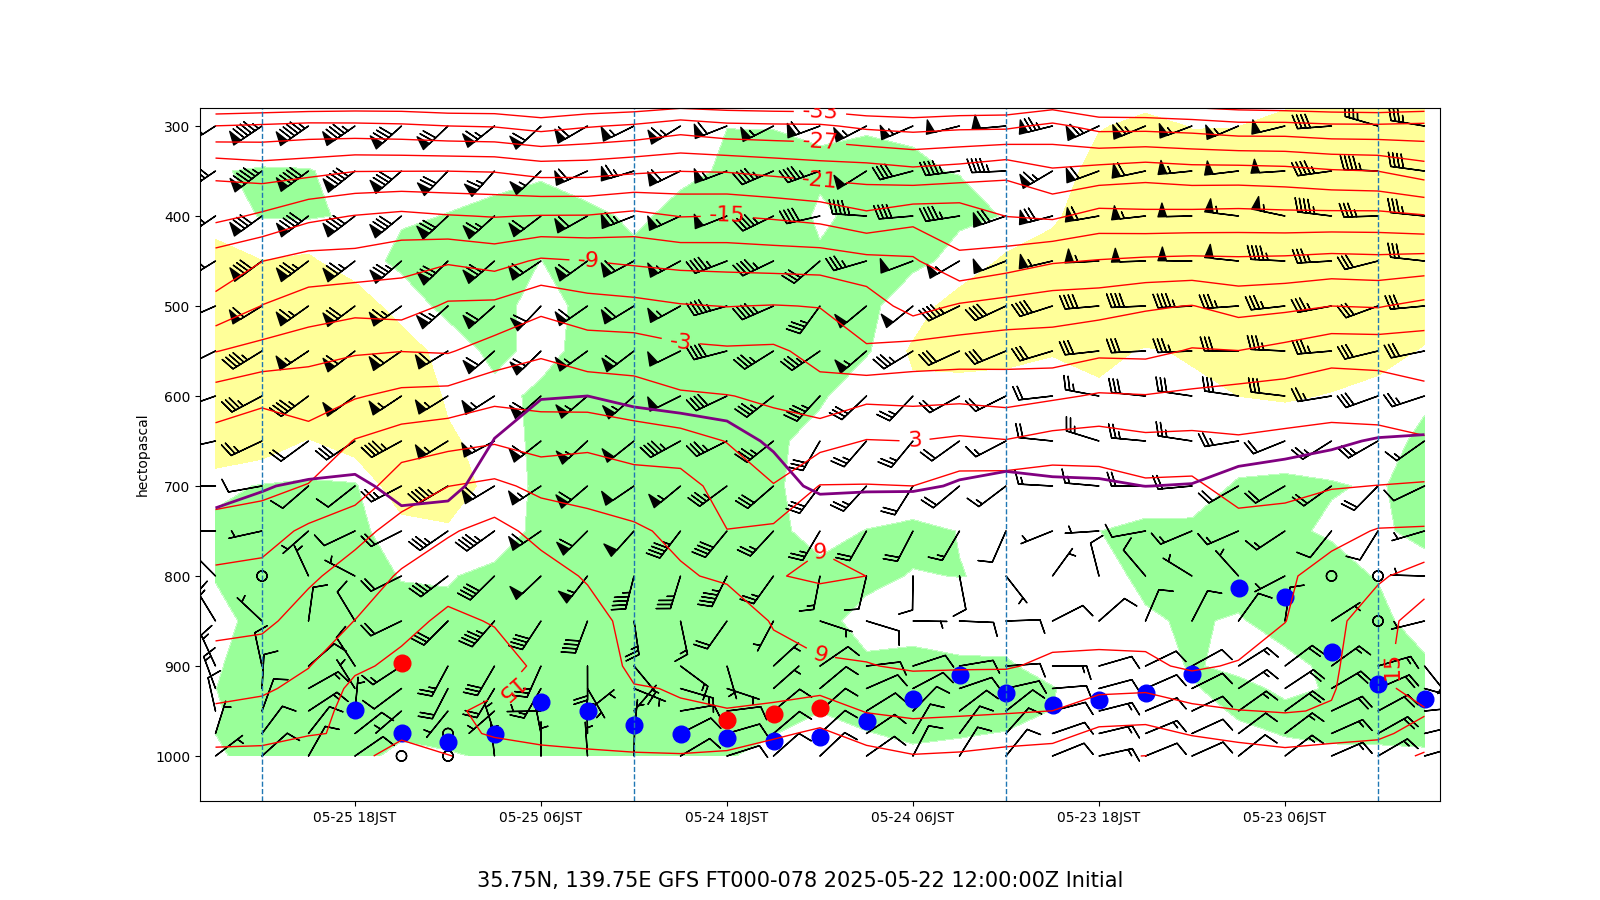 -33
300
-27
-21
400
-15
-9
500
-3
600
3
hectopascal
700
9
800
9
900
15
15
1000
05-25 18JST
05-25 06JST
05-24 18JST
05-24 06JST
05-23 18JST
05-23 06JST
35.75N, 139.75E GFS FT000-078 2025-05-22 12:00:00Z Initial